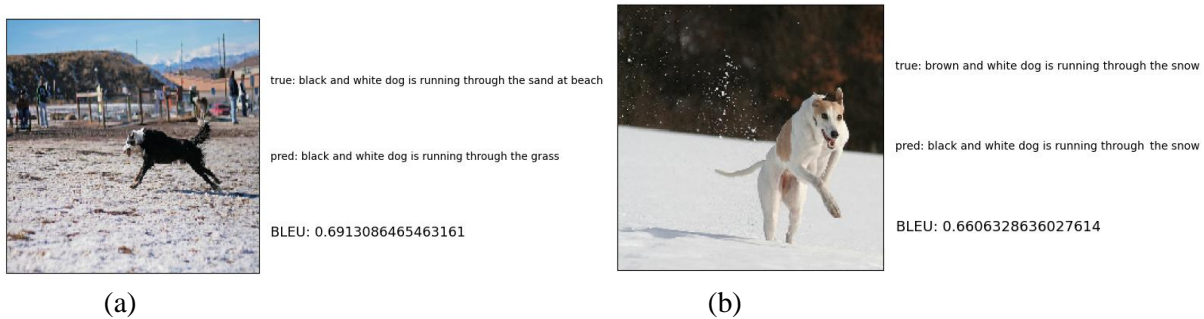 true: black and white dog is running through the sand at beach
pred: black and white dog is running through the grass
BLEU: 0.6913086465463161
(a)
true: brown and white dog is running through the snow
pred: black and white dog is running through the snow
BLEU: 0.6606328636027614
(b)